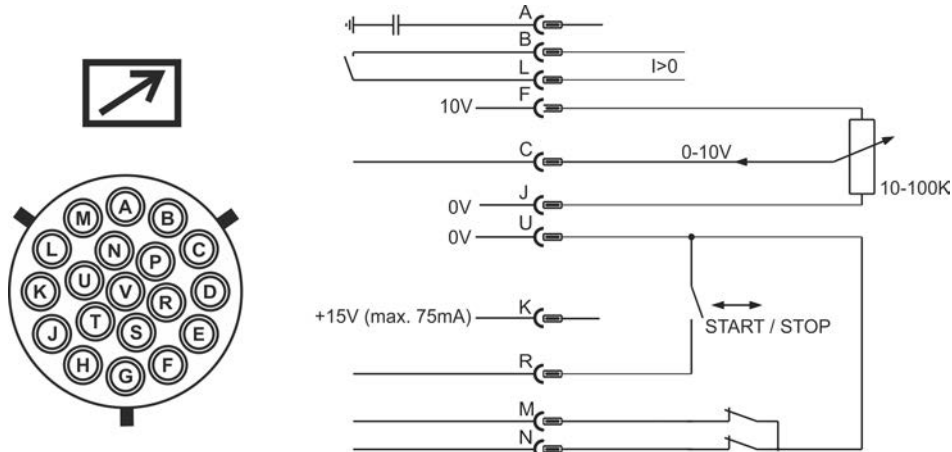 A
B
C
D
E
F
G
H
J
K
L
M
N
P
R
S
T
U
V
A
B
L
I>0
F
10V
C
0-10V
10-100K
J
0V
U
0V
K
+15V (max. 75mA)
START / STOP
R
M
N